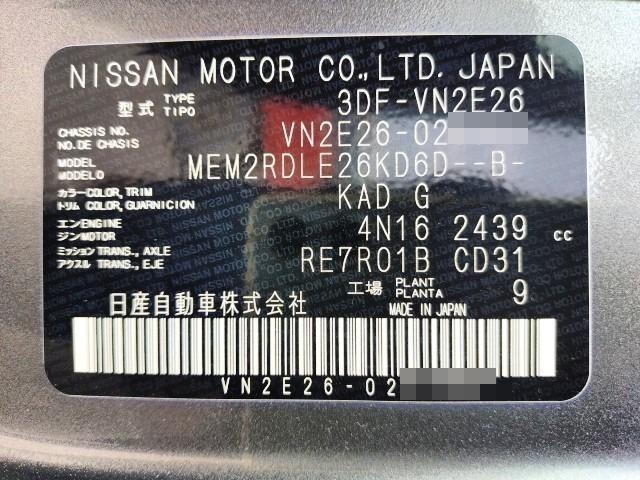 NISSAN MOTOR CO.,LTD. JAPAN
型式 TYPE TIPO 3DF-VN2E26
CHASSIS NO. NO.DE CHASIS VN2E26-02
MODEL MODELO MEM2RDLE26KD6D--B-
カラー COLOR, TRIM トリム COLOR, GUARNICION KAD G
エンジン ENGINE MOTOR 4N16 2439 cc
ミッション TRANS., AXLE アクスル TRANS., EJE RE7R01B CD31
工場 PLANT PLANTA 9
日産自動車株式会社 MADE IN JAPAN
VN2E26-02